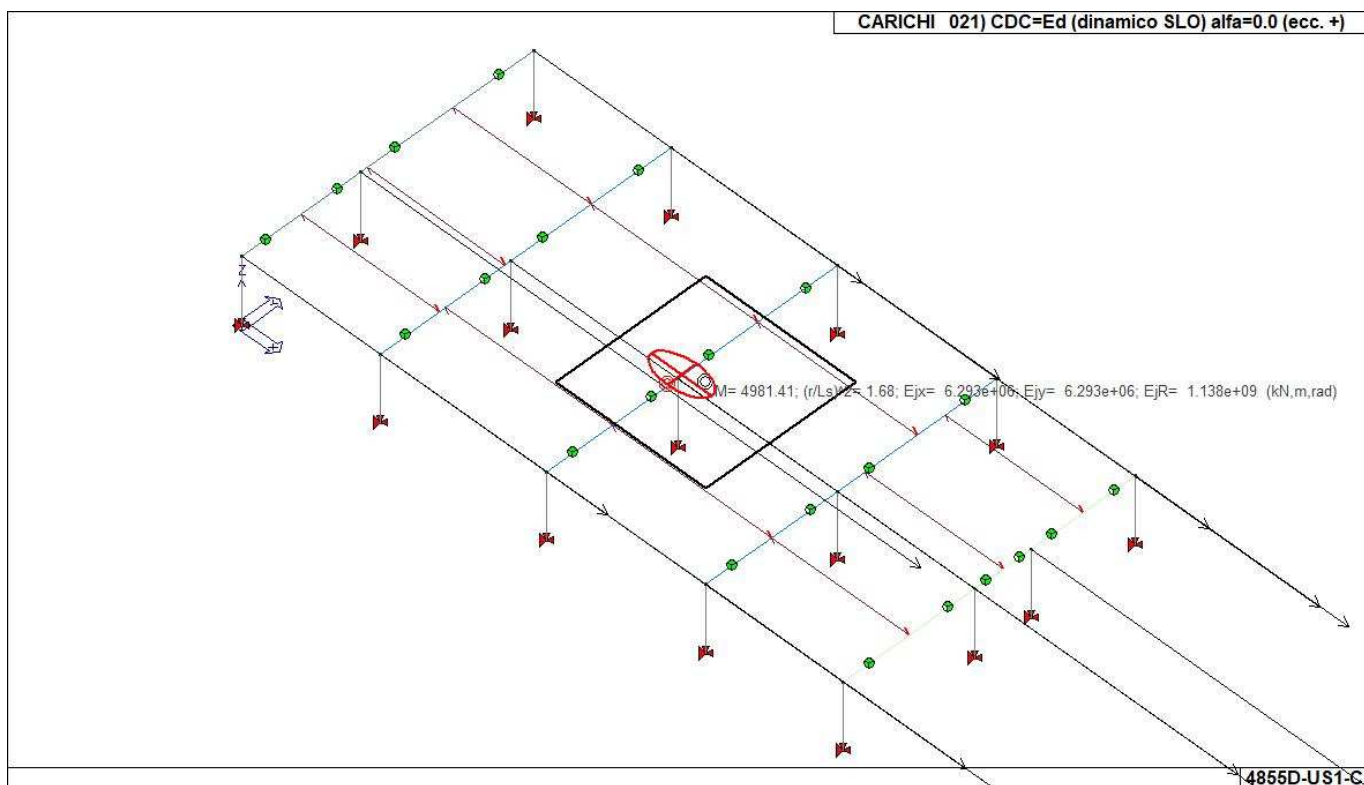 CARICHI 021) CDC=Ed (dinamico SLO) alfa=0.0 (ecc. +)
Z
M= 4981.41; (r/Ls)^2= 1.68; Ejx= 6.293e+06; Ejy= 6.293e+06; EjR= 1.138e+09 (kN,m,rad)
4855D-US1-C